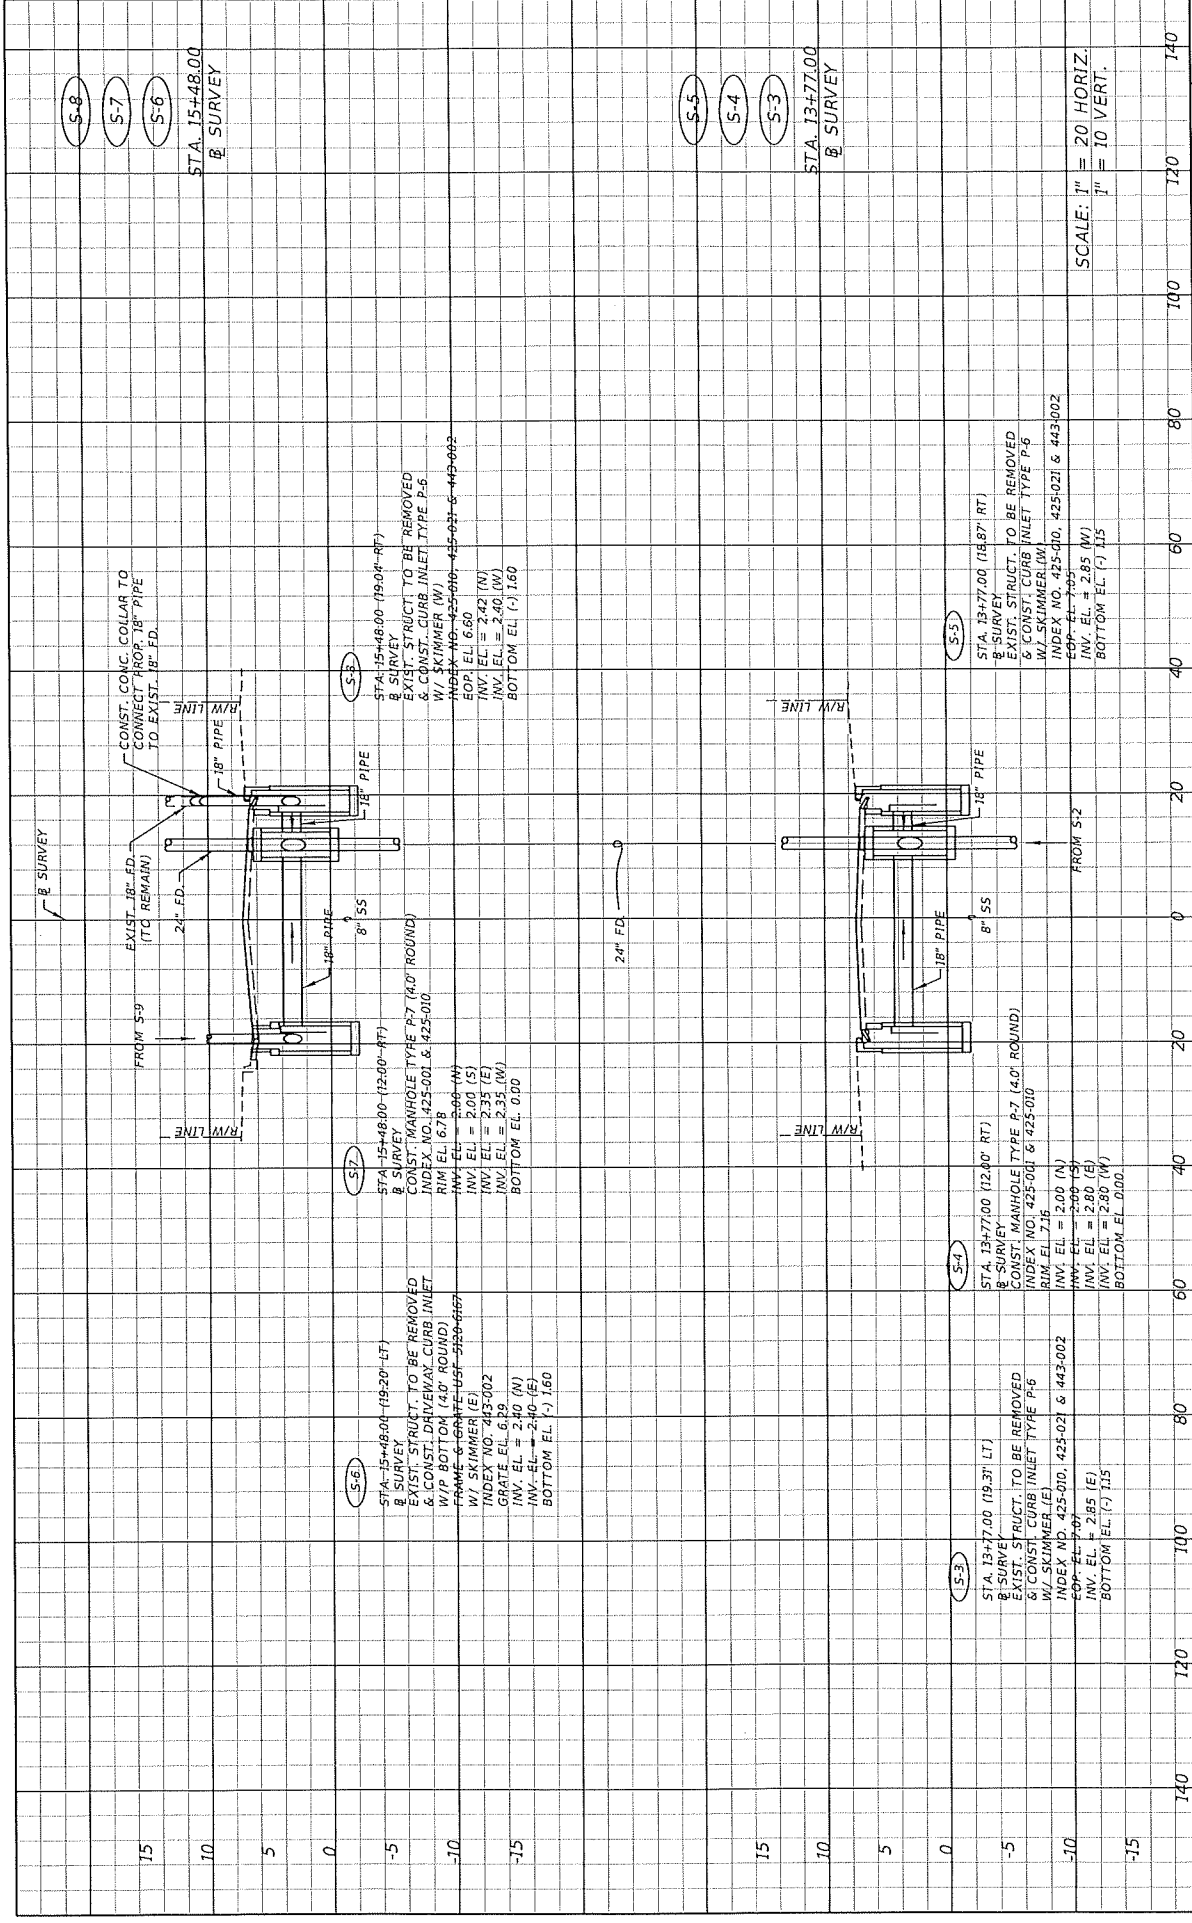 ℄ SURVEY
S-8
S-7
S-6
STA. 15+48.00
℄ SURVEY
CONST. CONC. COLLAR TO
CONNECT PROP. 18" PIPE
TO EXIST. 18" FD.
EXIST. 18" FD.
(TO REMAIN)
24" FD.
FROM S-9
18" PIPE
R/W LINE
R/W LINE
18" PIPE
18" PIPE
8" SS
S-6
STA. 15+48.00 (19.20' LT)
℄ SURVEY
EXIST. STRUCT. TO BE REMOVED
& CONST. DRIVEWAY CURB INLET
W/P BOTTOM (4.0' ROUND)
FRAME & GRATE USF 5120-6167
W/ SKIMMER (E)
INDEX NO. 443-002
GRATE EL. 6.29
INV. EL. = 2.40 (N)
INV. EL. = 2.40 (E)
BOTTOM EL. (-) 1.60
S-7
STA. 15+48.00 (12.00' RT)
℄ SURVEY
CONST. MANHOLE TYPE P-7 (4.0' ROUND)
INDEX NO. 425-001 & 425-010
RIM EL. 6.78
INV. EL. = 2.00 (N)
INV. EL. = 2.00 (S)
INV. EL. = 2.35 (E)
INV. EL. = 2.35 (W)
BOTTOM EL. 0.00
S-8
STA. 15+48.00 (19.04' RT)
℄ SURVEY
EXIST. STRUCT. TO BE REMOVED
& CONST. CURB INLET TYPE P-6
W/ SKIMMER (W)
INDEX NO. 425-010, 425-021 & 443-002
EOP. EL. 6.60
INV. EL. = 2.42 (N)
INV. EL. = 2.40 (W)
BOTTOM EL. (-) 1.60
15
10
5
0
-5
-10
-15
24" FD.
S-5
S-4
S-3
STA. 13+77.00
℄ SURVEY
R/W LINE
R/W LINE
18" PIPE
18" PIPE
8" SS
FROM S-2
S-3
STA. 13+77.00 (19.31' LT)
℄ SURVEY
EXIST. STRUCT. TO BE REMOVED
& CONST. CURB INLET TYPE P-6
W/ SKIMMER (E)
INDEX NO. 425-010, 425-021 & 443-002
EOP. EL. 7.07
INV. EL. = 2.85 (E)
BOTTOM EL. (-) 1.15
S-4
STA. 13+77.00 (12.00' RT)
℄ SURVEY
CONST. MANHOLE TYPE P-7 (4.0' ROUND)
INDEX NO. 425-001 & 425-010
RIM EL. 7.16
INV. EL. = 2.00 (N)
INV. EL. = 2.00 (S)
INV. EL. = 2.80 (E)
INV. EL. = 2.80 (W)
BOTTOM EL. 0.00
S-5
STA. 13+77.00 (18.87' RT)
℄ SURVEY
EXIST. STRUCT. TO BE REMOVED
& CONST. CURB INLET TYPE P-6
W/ SKIMMER (W)
INDEX NO. 425-010, 425-021 & 443-002
EOP. EL. 7.05
INV. EL. = 2.85 (W)
BOTTOM EL. (-) 1.15
15
10
5
0
-5
-10
-15
SCALE: 1" = 20 HORIZ.
1" = 10 VERT.
140 120 100 80 60 40 20 0 20 40 60 80 100 120 140